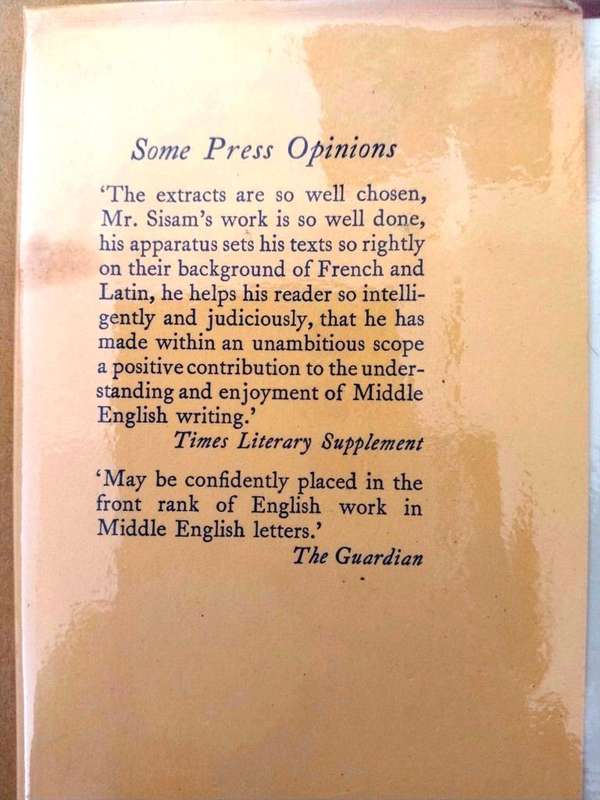 Some Press Opinions
‘The extracts are so well chosen,
Mr. Sisam’s work is so well done,
his apparatus sets his texts so rightly
on their background of French and
Latin, he helps his reader so intelli-
gently and judiciously, that he has
made within an unambitious scope
a positive contribution to the under-
standing and enjoyment of Middle
English writing.’
Times Literary Supplement
‘May be confidently placed in the
front rank of English work in
Middle English letters.’
The Guardian